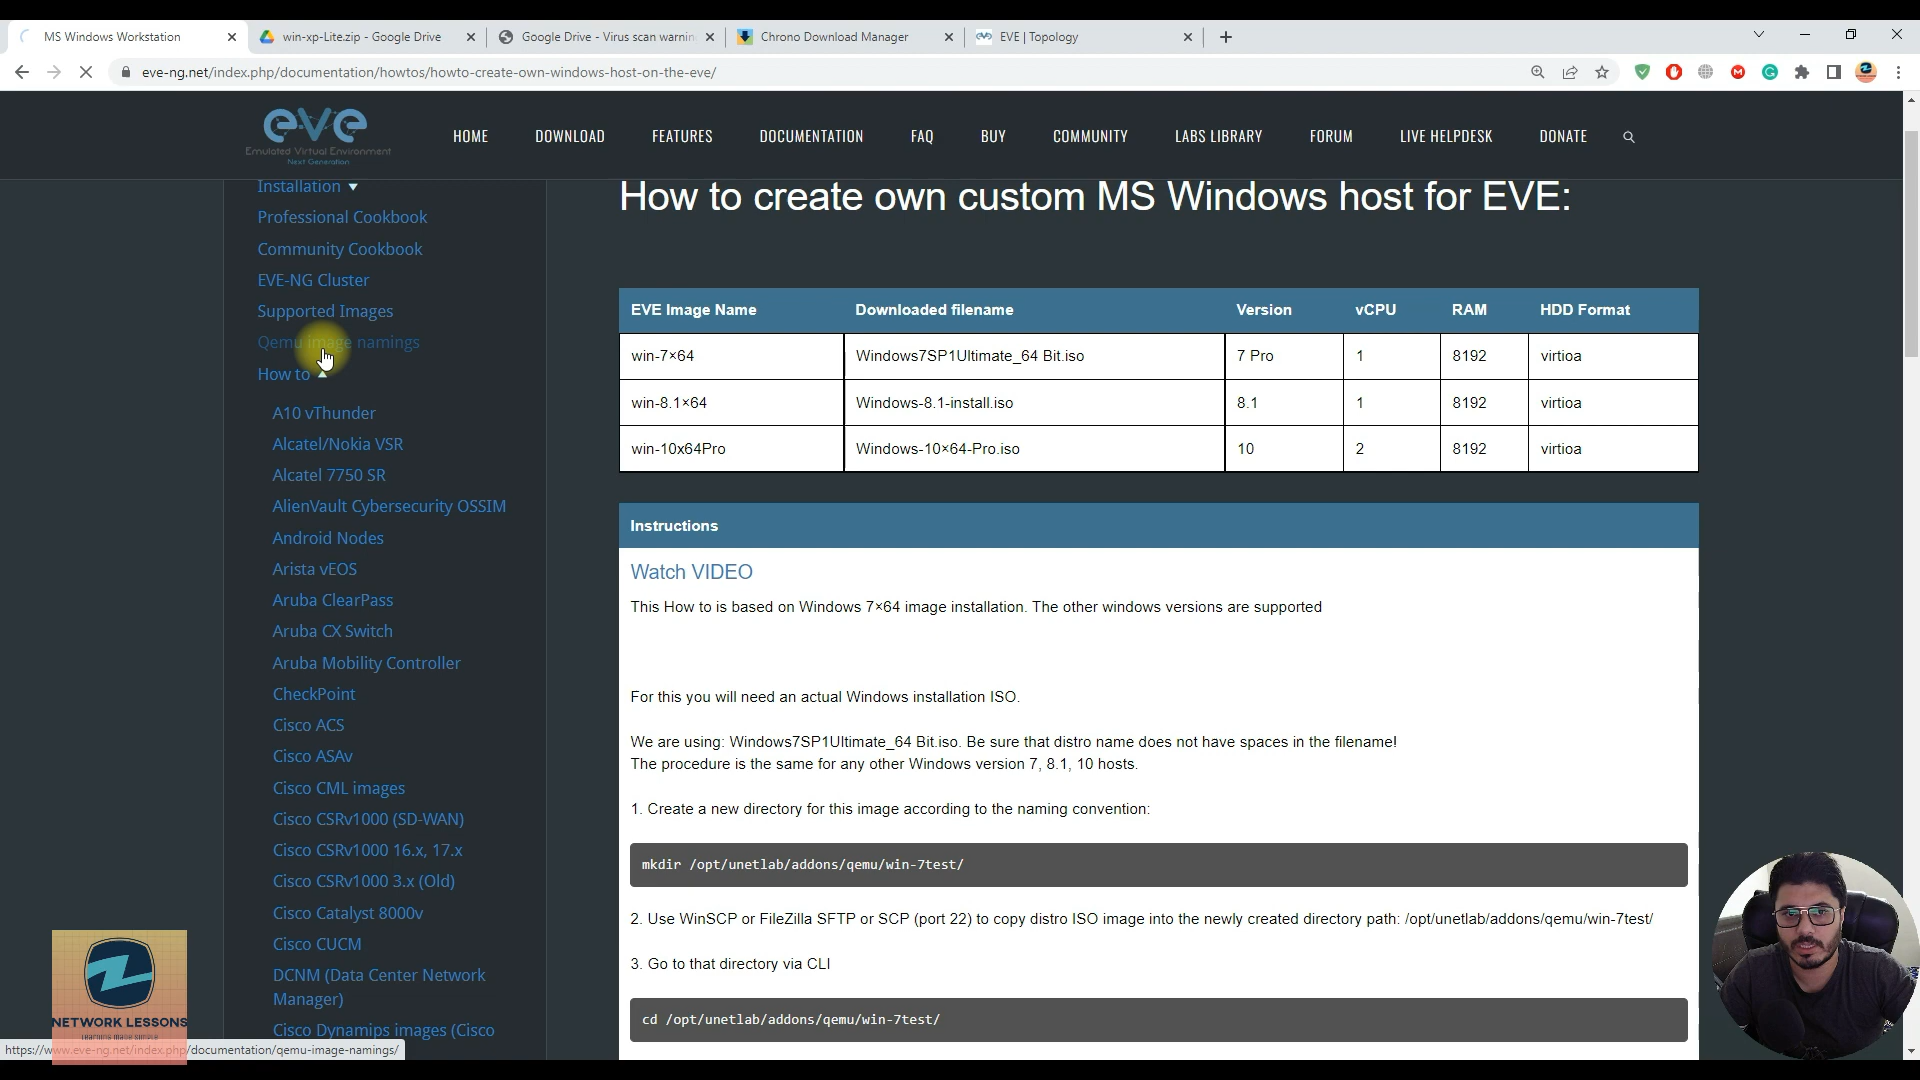 MS Windows Workstation
win-xp-Lite.zip - Google Drive
Google Drive - Virus scan warnin
Chrono Download Manager
EVE | Topology
eve-ng.net/index.php/documentation/howtos/howto-create-own-windows-host-on-the-eve/
eve
Emulated Virtual Environment
Next Generation
HOME
DOWNLOAD
FEATURES
DOCUMENTATION
FAQ
BUY
COMMUNITY
LABS LIBRARY
FORUM
LIVE HELPDESK
DONATE
Installation
Professional Cookbook
Community Cookbook
EVE-NG Cluster
Supported Images
Qemu image namings
How to
A10 vThunder
Alcatel/Nokia VSR
Alcatel 7750 SR
AlienVault Cybersecurity OSSIM
Android Nodes
Arista vEOS
Aruba ClearPass
Aruba CX Switch
Aruba Mobility Controller
CheckPoint
Cisco ACS
Cisco ASAv
Cisco CML images
Cisco CSRv1000 (SD-WAN)
Cisco CSRv1000 16.x, 17.x
Cisco CSRv1000 3.x (Old)
Cisco Catalyst 8000v
Cisco CUCM
DCNM (Data Center Network
Manager)
Cisco Dynamips images (Cisco
How to create own custom MS Windows host for EVE:
EVE Image Name Downloaded filename Version vCPU RAM HDD Format
win-7×64 Windows7SP1Ultimate_64 Bit.iso 7 Pro 1 8192 virtioa
win-8.1×64 Windows-8.1-install.iso 8.1 1 8192 virtioa
win-10x64Pro Windows-10×64-Pro.iso 10 2 8192 virtioa
Instructions
Watch VIDEO
This How to is based on Windows 7×64 image installation. The other windows versions are supported
For this you will need an actual Windows installation ISO.
We are using: Windows7SP1Ultimate_64 Bit.iso. Be sure that distro name does not have spaces in the filename!
The procedure is the same for any other Windows version 7, 8.1, 10 hosts.
1. Create a new directory for this image according to the naming convention:
mkdir /opt/unetlab/addons/qemu/win-7test/
2. Use WinSCP or FileZilla SFTP or SCP (port 22) to copy distro ISO image into the newly created directory path: /opt/unetlab/addons/qemu/win-7test/
3. Go to that directory via CLI
cd /opt/unetlab/addons/qemu/win-7test/
NETWORK LESSONS
https://www.eve-ng.net/index.php/documentation/qemu-image-namings/